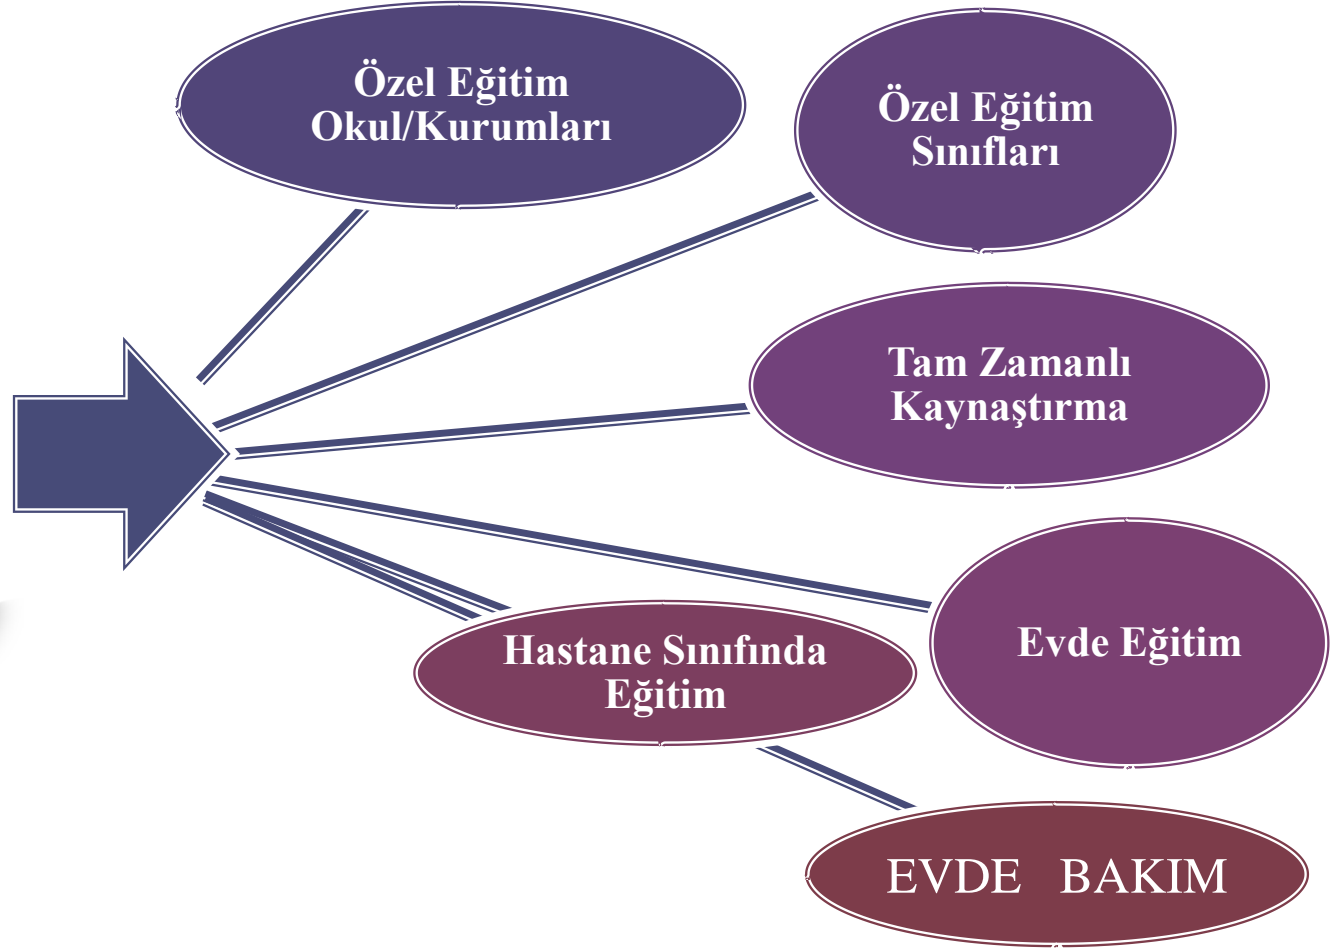 Özel Eğitim
Okul/Kurumları
Özel Eğitim
Sınıfları
Tam Zamanlı
Kaynaştırma
Evde Eğitim
Hastane Sınıfında
Eğitim
EVDE BAKIM